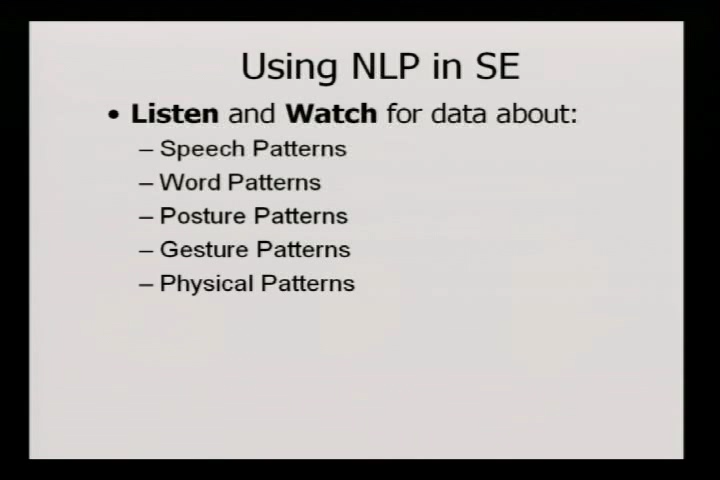 Using NLP in SE
• Listen and Watch for data about:
– Speech Patterns
– Word Patterns
– Posture Patterns
– Gesture Patterns
– Physical Patterns